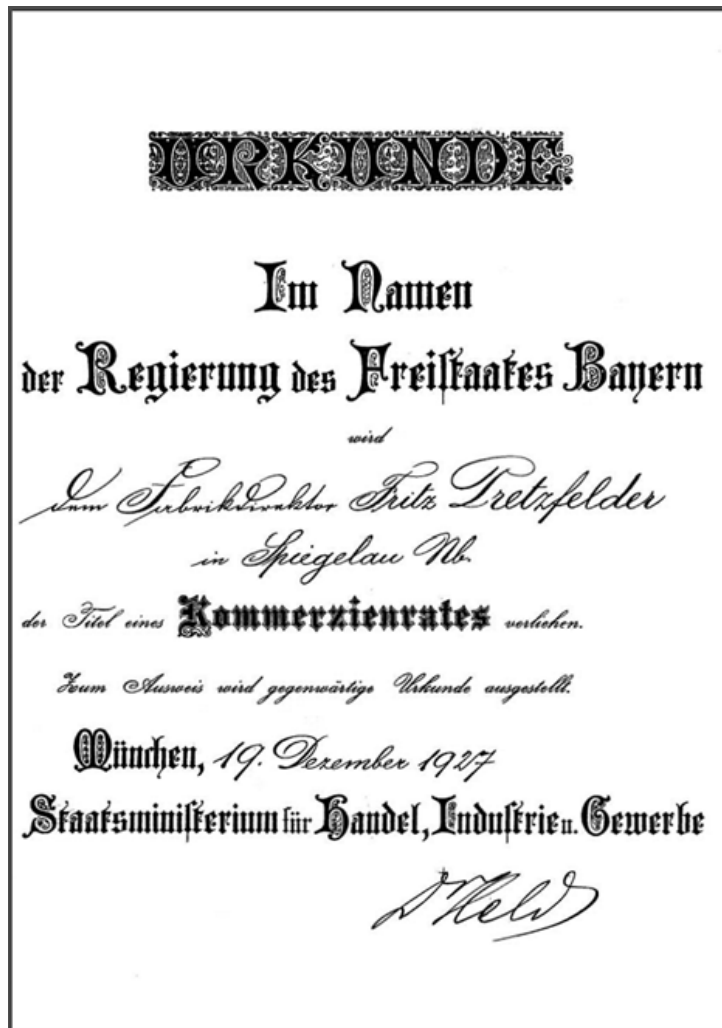 URKUNDE.
Im Namen
der Regierung des Freistaates Bayern
wird
dem Fabrikdirektor Fritz Pretzfelder
in Spiegelau Nb.
der Titel eines Kommerzienrates verliehen.
Zum Ausweis wird gegenwärtige Urkunde ausgestellt.
München, 19. Dezember 1927
Staatsministerium für Handel, Industrie u. Gewerbe
Dr Held